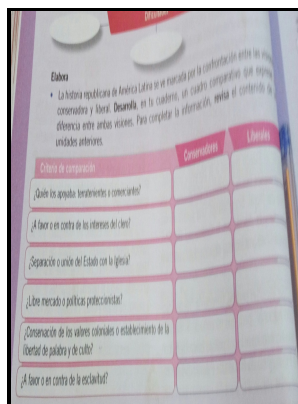 Elabora
• La historia republicana de América Latina se ve marcada por la confrontación entre las
conservadora y liberal. Desarrolla, en tu cuaderno, un cuadro comparativo que exprese
diferencia entre ambas visiones. Para completar la información, revisa el contenido de
unidades anteriores.
Criterio de comparación
Conservadores
Liberales
¿Quién los apoyaba: terratenientes o comerciantes?
¿A favor o en contra de los intereses del clero?
¿Separación o unión del Estado con la Iglesia?
¿Libre mercado o políticas proteccionistas?
¿Conservación de los valores coloniales o establecimiento de la
libertad de palabra y de culto?
¿A favor o en contra de la esclavitud?